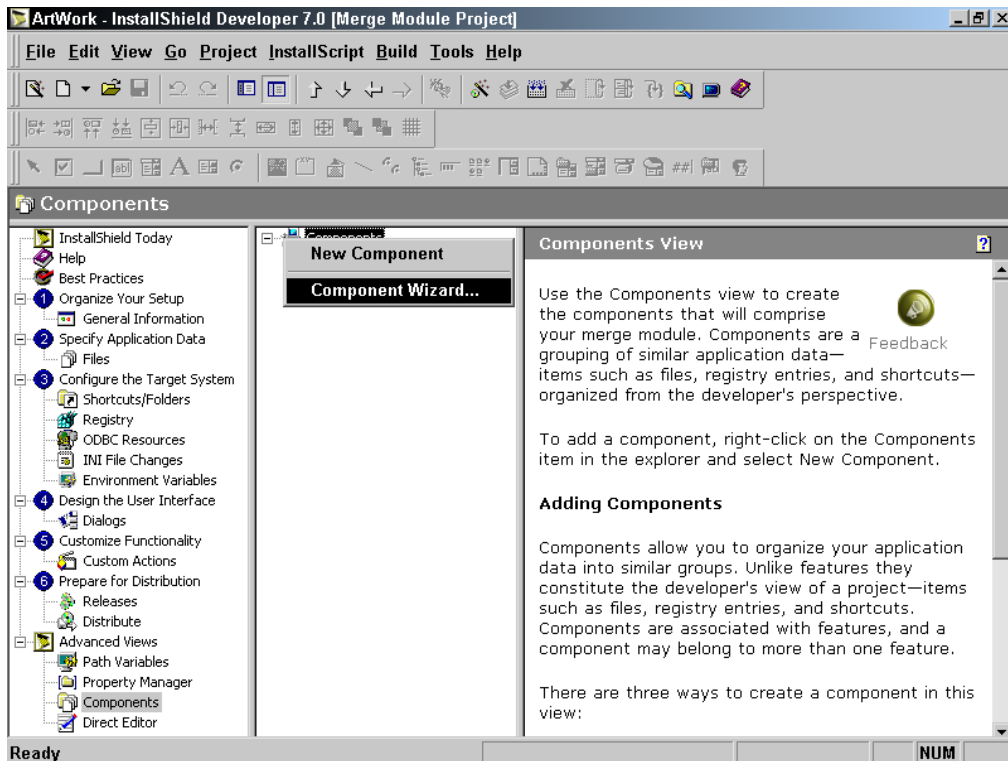 ArtWork - InstallShield Developer 7.0 [Merge Module Project]
File Edit View Go Project InstallScript Build Tools Help
abl
A
##|
Components
InstallShield Today
Help
Best Practices
1 Organize Your Setup
General Information
2 Specify Application Data
Files
3 Configure the Target System
Shortcuts/Folders
Registry
ODBC Resources
INI File Changes
Environment Variables
4 Design the User Interface
Dialogs
5 Customize Functionality
Custom Actions
6 Prepare for Distribution
Releases
Distribute
Advanced Views
Path Variables
Property Manager
Components
Direct Editor
Components
New Component
Component Wizard...
Components View
?
Use the Components view to create
the components that will comprise
your merge module. Components are a
grouping of similar application data—
items such as files, registry entries, and shortcuts—
organized from the developer's perspective.
Feedback
To add a component, right-click on the Components
item in the explorer and select New Component.
Adding Components
Components allow you to organize your application
data into similar groups. Unlike features they
constitute the developer's view of a project—items
such as files, registry entries, and shortcuts.
Components are associated with features, and a
component may belong to more than one feature.
There are three ways to create a component in this
view:
Ready
NUM